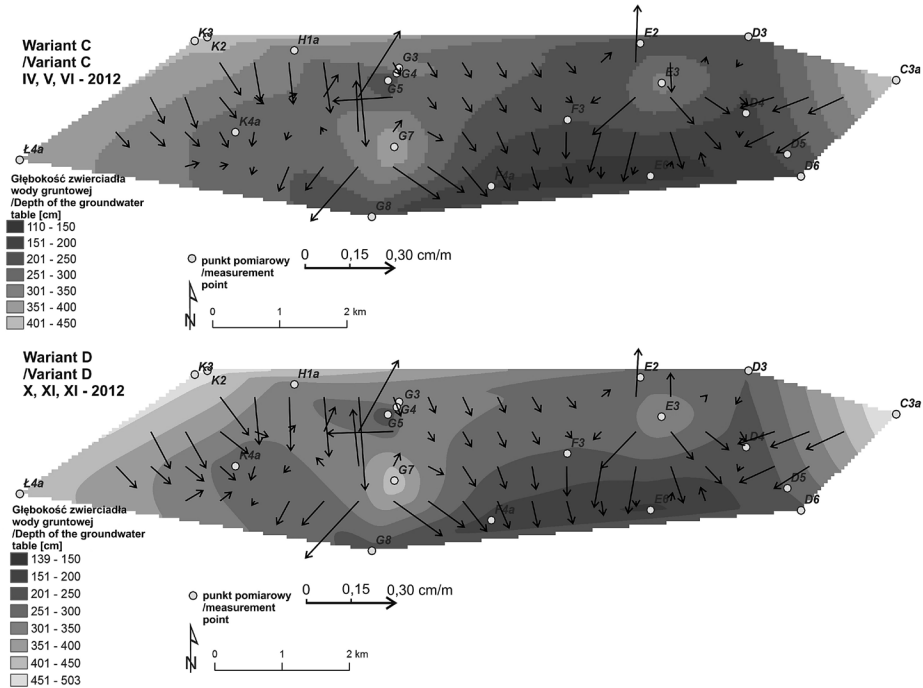 Wariant C
/Variant C
IV, V, VI - 2012
K3
K2
H1a
G3
G4
G5
E2
D3
E3
C3a
D4
F3
K4a
G7
Ł4a
D5
D6
E6
F4a
G8
Głębokość zwierciadła
wody gruntowej
/Depth of the groundwater
table [cm]
110 - 150
151 - 200
201 - 250
251 - 300
301 - 350
351 - 400
401 - 450
punkt pomiarowy
/measurement
point
0 0,15 0,30 cm/m
N
0 1 2 km
Wariant D
/Variant D
X, XI, XI - 2012
K3
K2
H1a
G3
G4
G5
E2
D3
E3
C3a
D4
F3
K4a
G7
Ł4a
D5
D6
E6
F4a
G8
Głębokość zwierciadła
wody gruntowej
/Depth of the groundwater
table [cm]
139 - 150
151 - 200
201 - 250
251 - 300
301 - 350
351 - 400
401 - 450
451 - 503
punkt pomiarowy
/measurement
point
0 0,15 0,30 cm/m
N
0 1 2 km